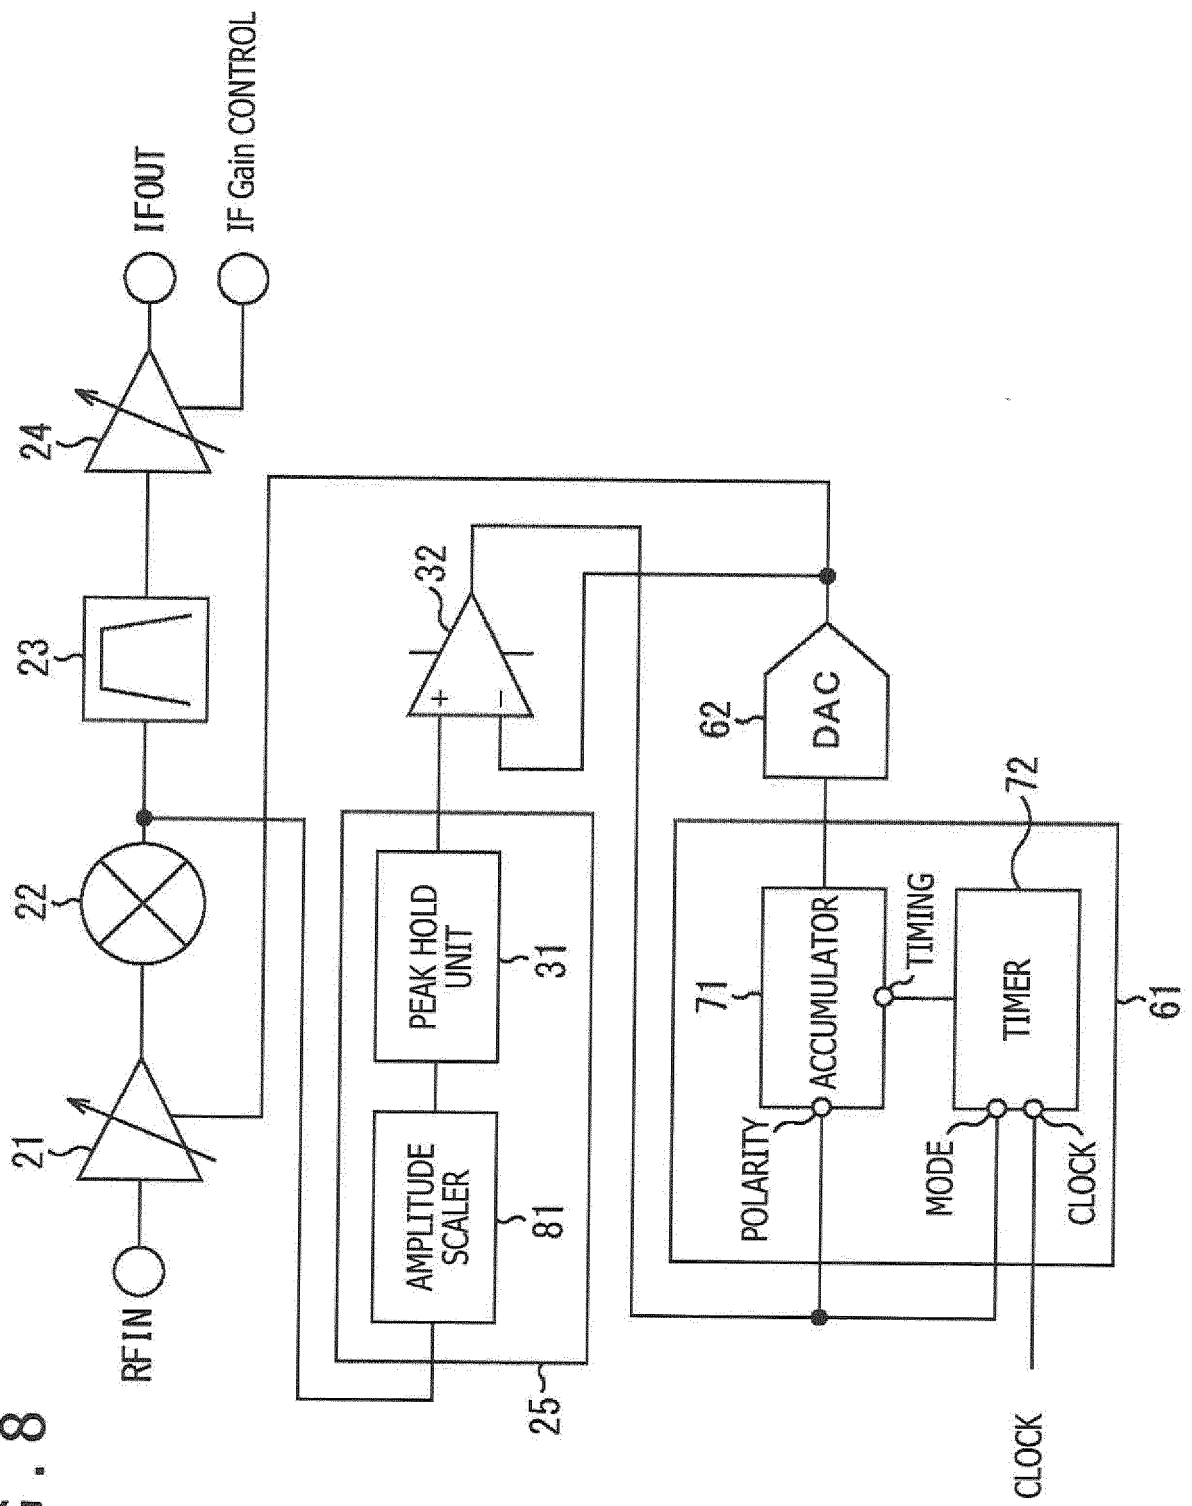 . 8
RFIN
21
22
23
24
IFOUT
IF Gain CONTROL
25
AMPLITUDE
SCALER
81
PEAK HOLD
UNIT
31
+
−
32
POLARITY
71
ACCUMULATOR
TIMING
62
DAC
MODE
CLOCK
TIMER
72
61
CLOCK